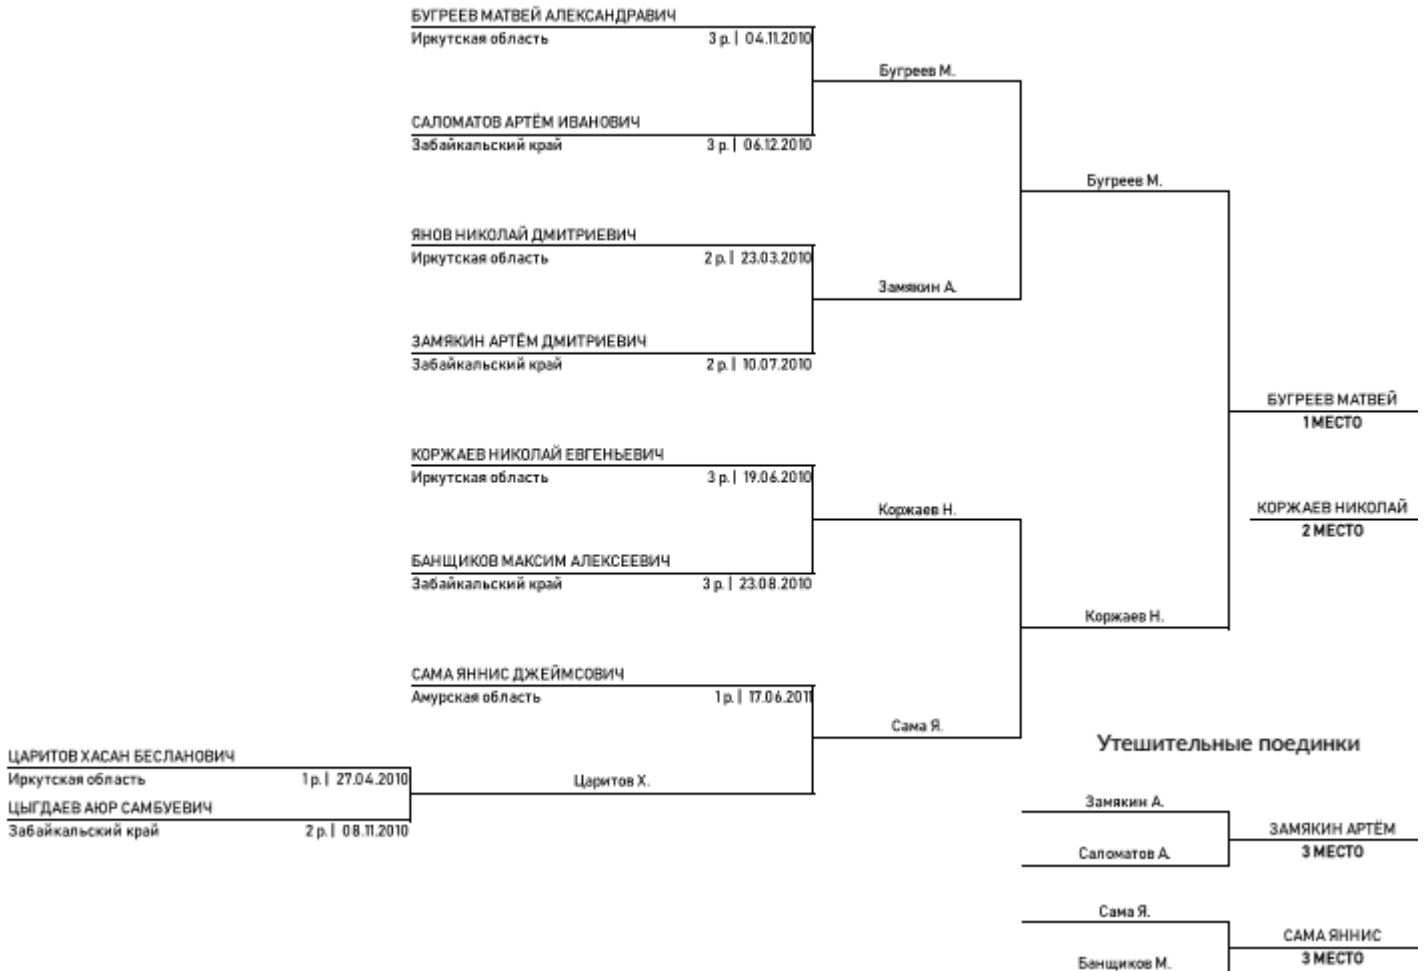 БУГРЕЕВ МАТВЕЙ АЛЕКСАНДРАВИЧ
Иркутская область 3 р. | 04.11.2010
Бугреев М.
САЛОМАТОВ АРТЁМ ИВАНОВИЧ
Забайкальский край 3 р. | 06.12.2010
Бугреев М.
ЯНОВ НИКОЛАЙ ДМИТРИЕВИЧ
Иркутская область 2 р. | 23.03.2010
Замякин А.
ЗАМЯКИН АРТЁМ ДМИТРИЕВИЧ
Забайкальский край 2 р. | 10.07.2010
БУГРЕЕВ МАТВЕЙ
1 МЕСТО
КОРЖАЕВ НИКОЛАЙ ЕВГЕНЬЕВИЧ
Иркутская область 3 р. | 19.06.2010
Коржаев Н.
КОРЖАЕВ НИКОЛАЙ
2 МЕСТО
БАНЩИКОВ МАКСИМ АЛЕКСЕЕВИЧ
Забайкальский край 3 р. | 23.08.2010
Коржаев Н.
САМА ЯННИС ДЖЕЙМСОВИЧ
Амурская область 1 р. | 17.06.2011
Сама Я.
Утешительные поединки
ЦАРИТОВ ХАСАН БЕСЛАНОВИЧ
Иркутская область 1 р. | 27.04.2010
Царитов Х.
ЦЫГДАЕВ АЮР САМБУЕВИЧ
Забайкальский край 2 р. | 08.11.2010
Замякин А.
ЗАМЯКИН АРТЁМ
3 МЕСТО
Саломатов А.
Сама Я.
САМА ЯННИС
3 МЕСТО
Банщиков М.